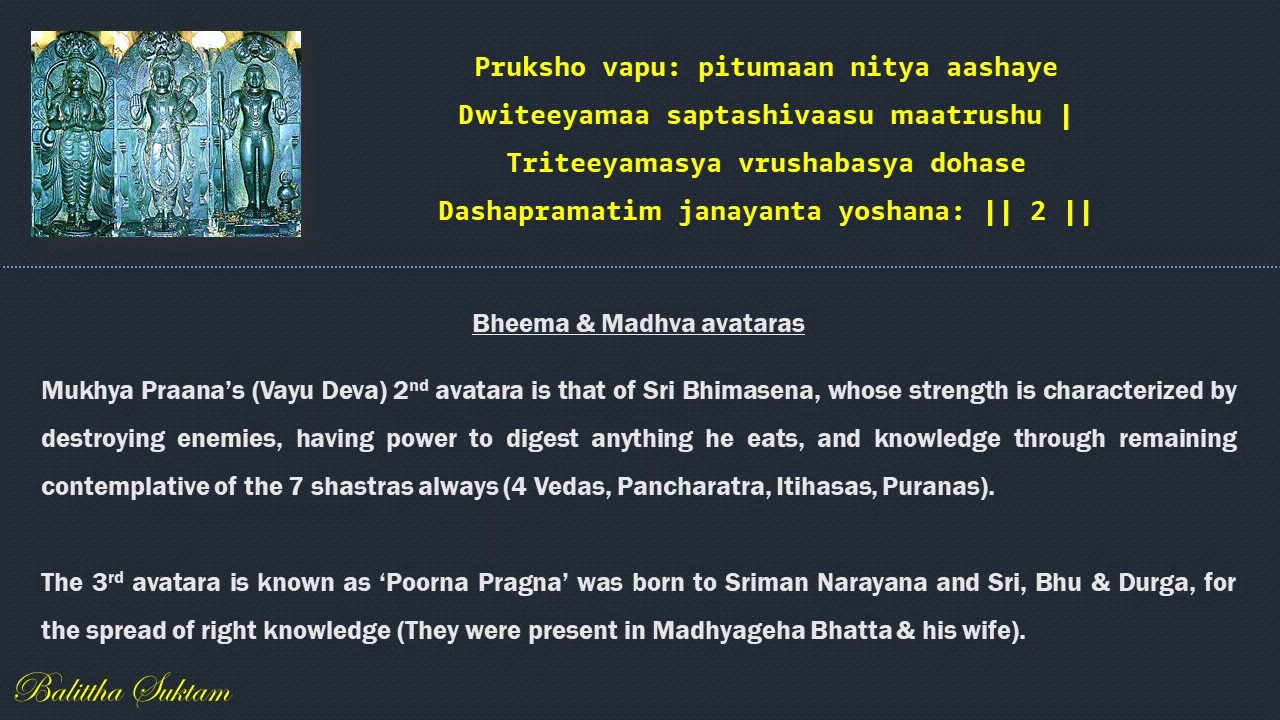 Pruksho vapu: pitumaan nitya aashaye
Dwiteeyamaa saptashivaasu maatrushu |
Triteeyamasya vrushabasya dohase
Dashapramatim janayanta yoshana: || 2 ||
Bheema & Madhva avataras
Mukhya Praana’s (Vayu Deva) 2nd avatara is that of Sri Bhimasena, whose strength is characterized by
destroying enemies, having power to digest anything he eats, and knowledge through remaining
contemplative of the 7 shastras always (4 Vedas, Pancharatra, Itihasas, Puranas).
The 3rd avatara is known as ‘Poorna Pragna’ was born to Sriman Narayana and Sri, Bhu & Durga, for
the spread of right knowledge (They were present in Madhyageha Bhatta & his wife).
Balittha Suktam